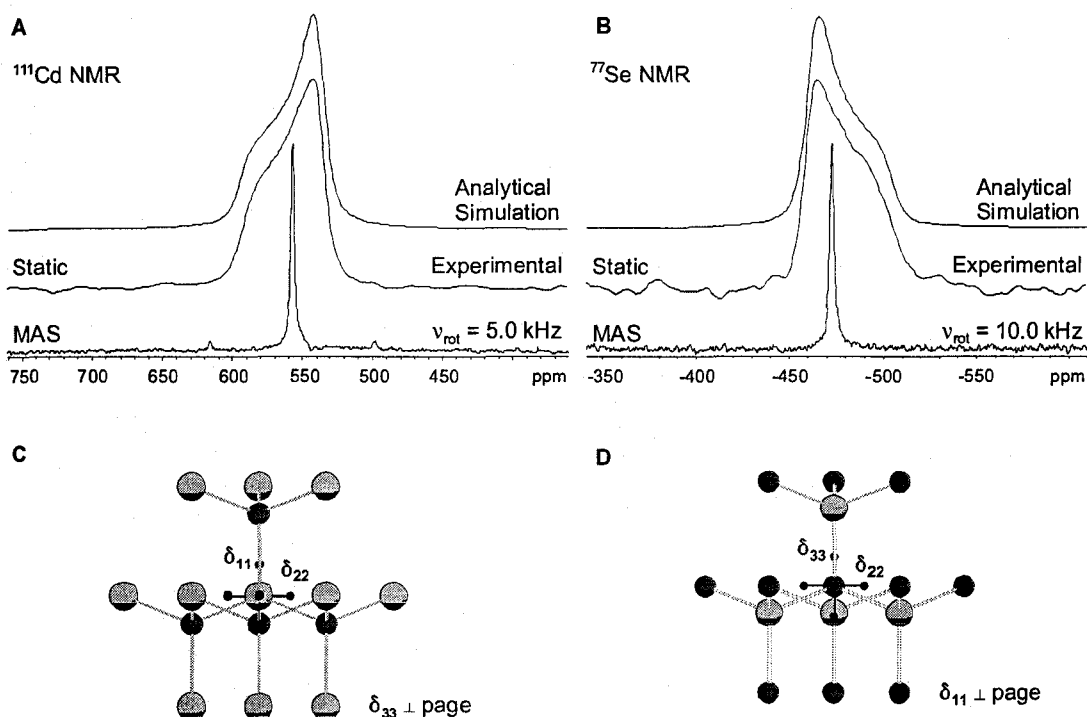 A
¹¹¹Cd NMR
Analytical
Simulation
Static
Experimental
MAS
νrot = 5.0 kHz
750 700 650 600 550 500 450 ppm
B
⁷⁷Se NMR
Analytical
Simulation
Static
Experimental
MAS
νrot = 10.0 kHz
-350 -400 -450 -500 -550 ppm
C
δ11
δ22
δ33 ⊥ page
D
δ33
δ22
δ11 ⊥ page